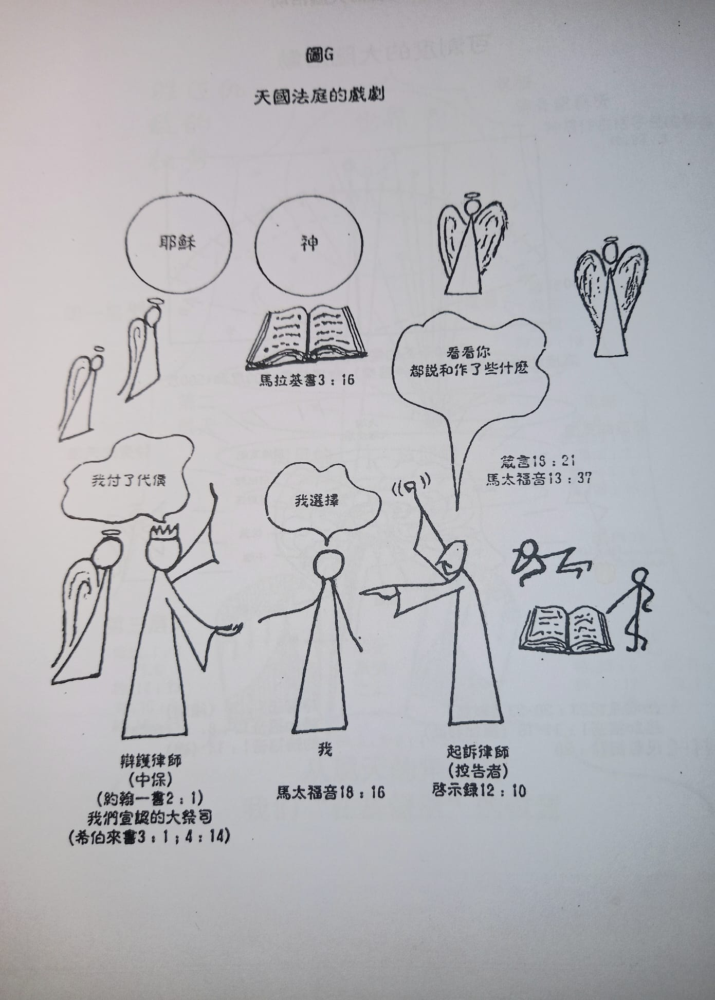 圖G
天國法庭的戲劇
耶穌
神
馬拉基書3:16
看看你
都説和作了些什麽
箴言18:21
馬太福音13:37
我付了代價
我選擇
辯護律師
(中保)
(約翰一書2:1)
我們宣認的大祭司
(希伯來書3:1;4:14)
我
馬太福音18:16
起訴律師
(控告者)
啓示録12:10